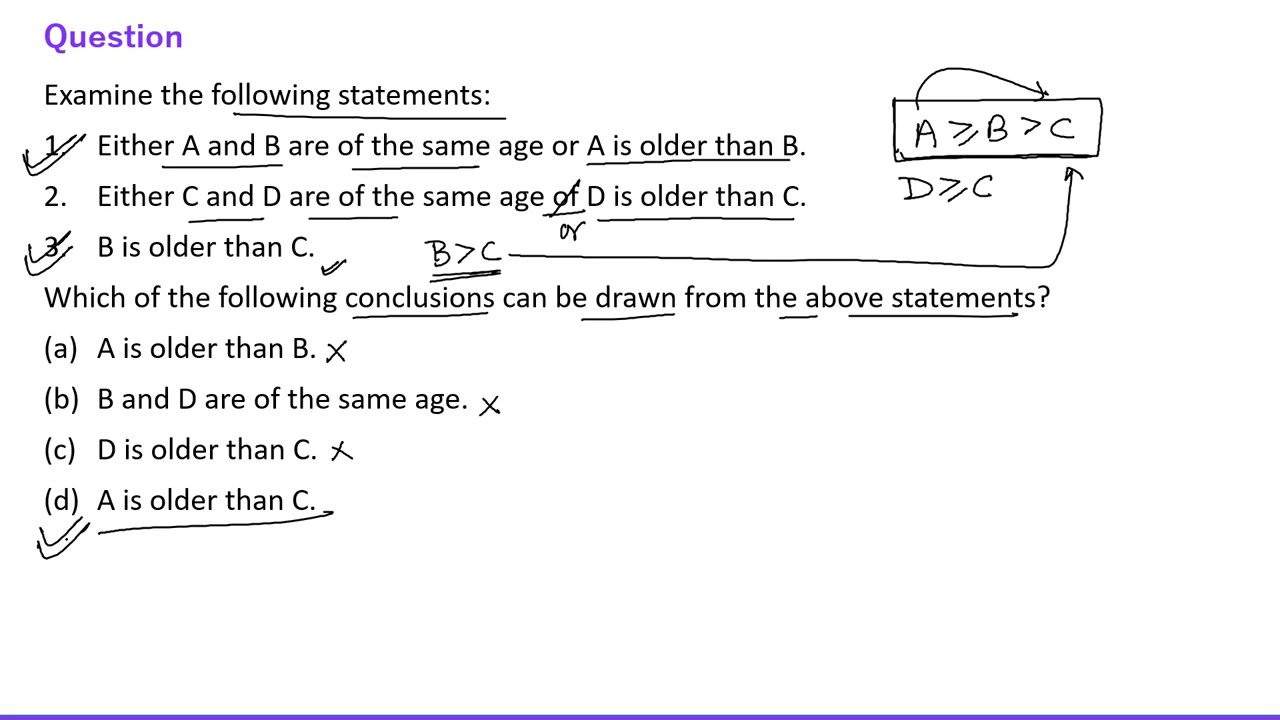 Question
Examine the following statements:
A ⩾ B > C
1. Either A and B are of the same age or A is older than B.
D ⩾ C
2. Either C and D are of the same age of D is older than C.
or
3. B is older than C.
B > C
Which of the following conclusions can be drawn from the above statements?
(a) A is older than B. ×
(b) B and D are of the same age. ×
(c) D is older than C. ×
(d) A is older than C.